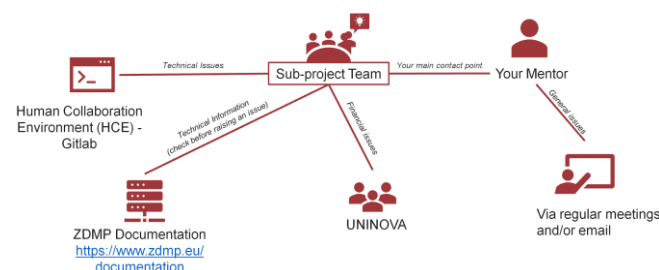 Technical Issues
Sub-project Team
Your main contact point
Your Mentor
Human Collaboration
Environment (HCE) -
Gitlab
Technical Information
(check before raising an issue)
Financial issues
General issues
ZDMP Documentation
https://www.zdmp.eu/
documentation
UNINOVA
Via regular meetings
and/or email